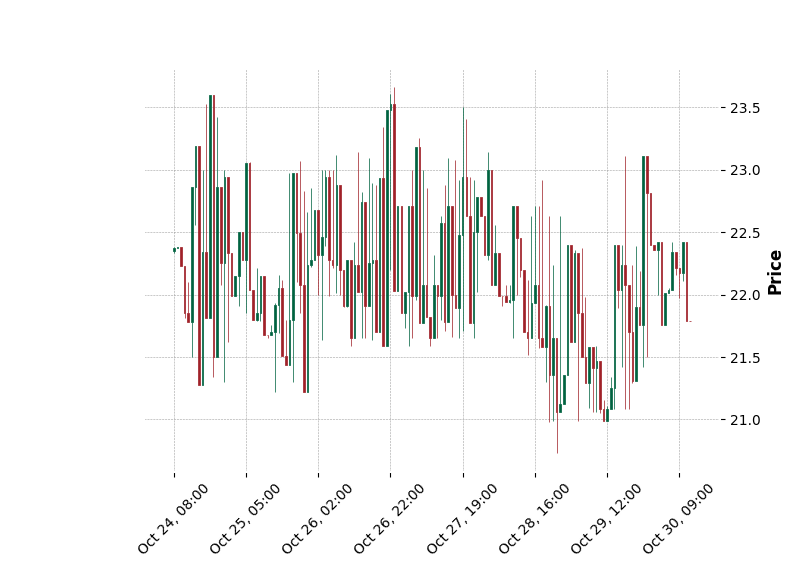 23.5
23.0
22.5
22.0
21.5
21.0
Price
Oct 24, 08:00
Oct 25, 05:00
Oct 26, 02:00
Oct 26, 22:00
Oct 27, 19:00
Oct 28, 16:00
Oct 29, 12:00
Oct 30, 09:00